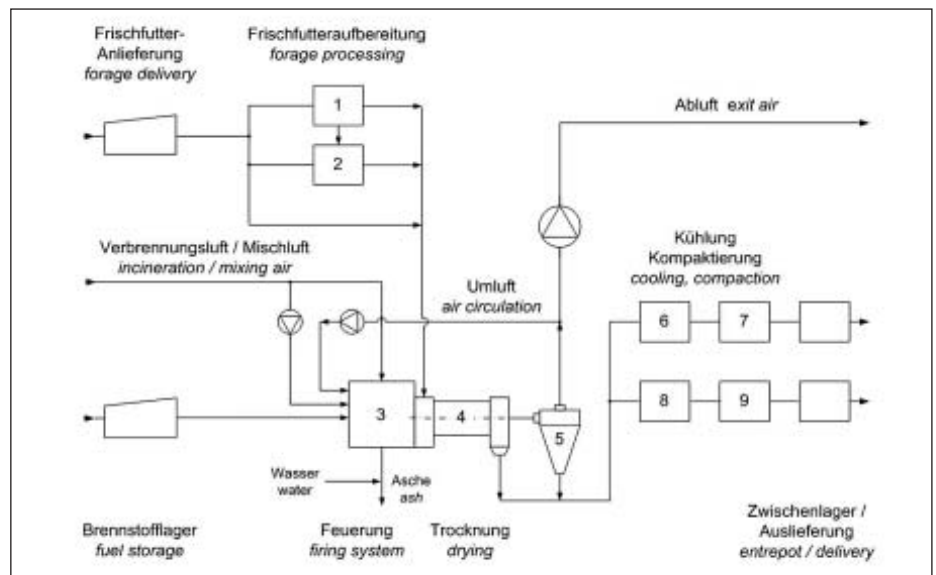 Frischfutter-
Anlieferung
forage delivery
Frischfutteraufbereitung
forage processing
1
2
Abluft exit air
Verbrennungsluft / Mischluft
incineration / mixing air
Umluft
air circulation
Kühlung
Kompaktierung
cooling, compaction
6
7
8
9
3
4
5
Wasser
water
Asche
ash
Brennstofflager
fuel storage
Feuerung
firing system
Trocknung
drying
Zwischenlager /
Auslieferung
entrepot / delivery